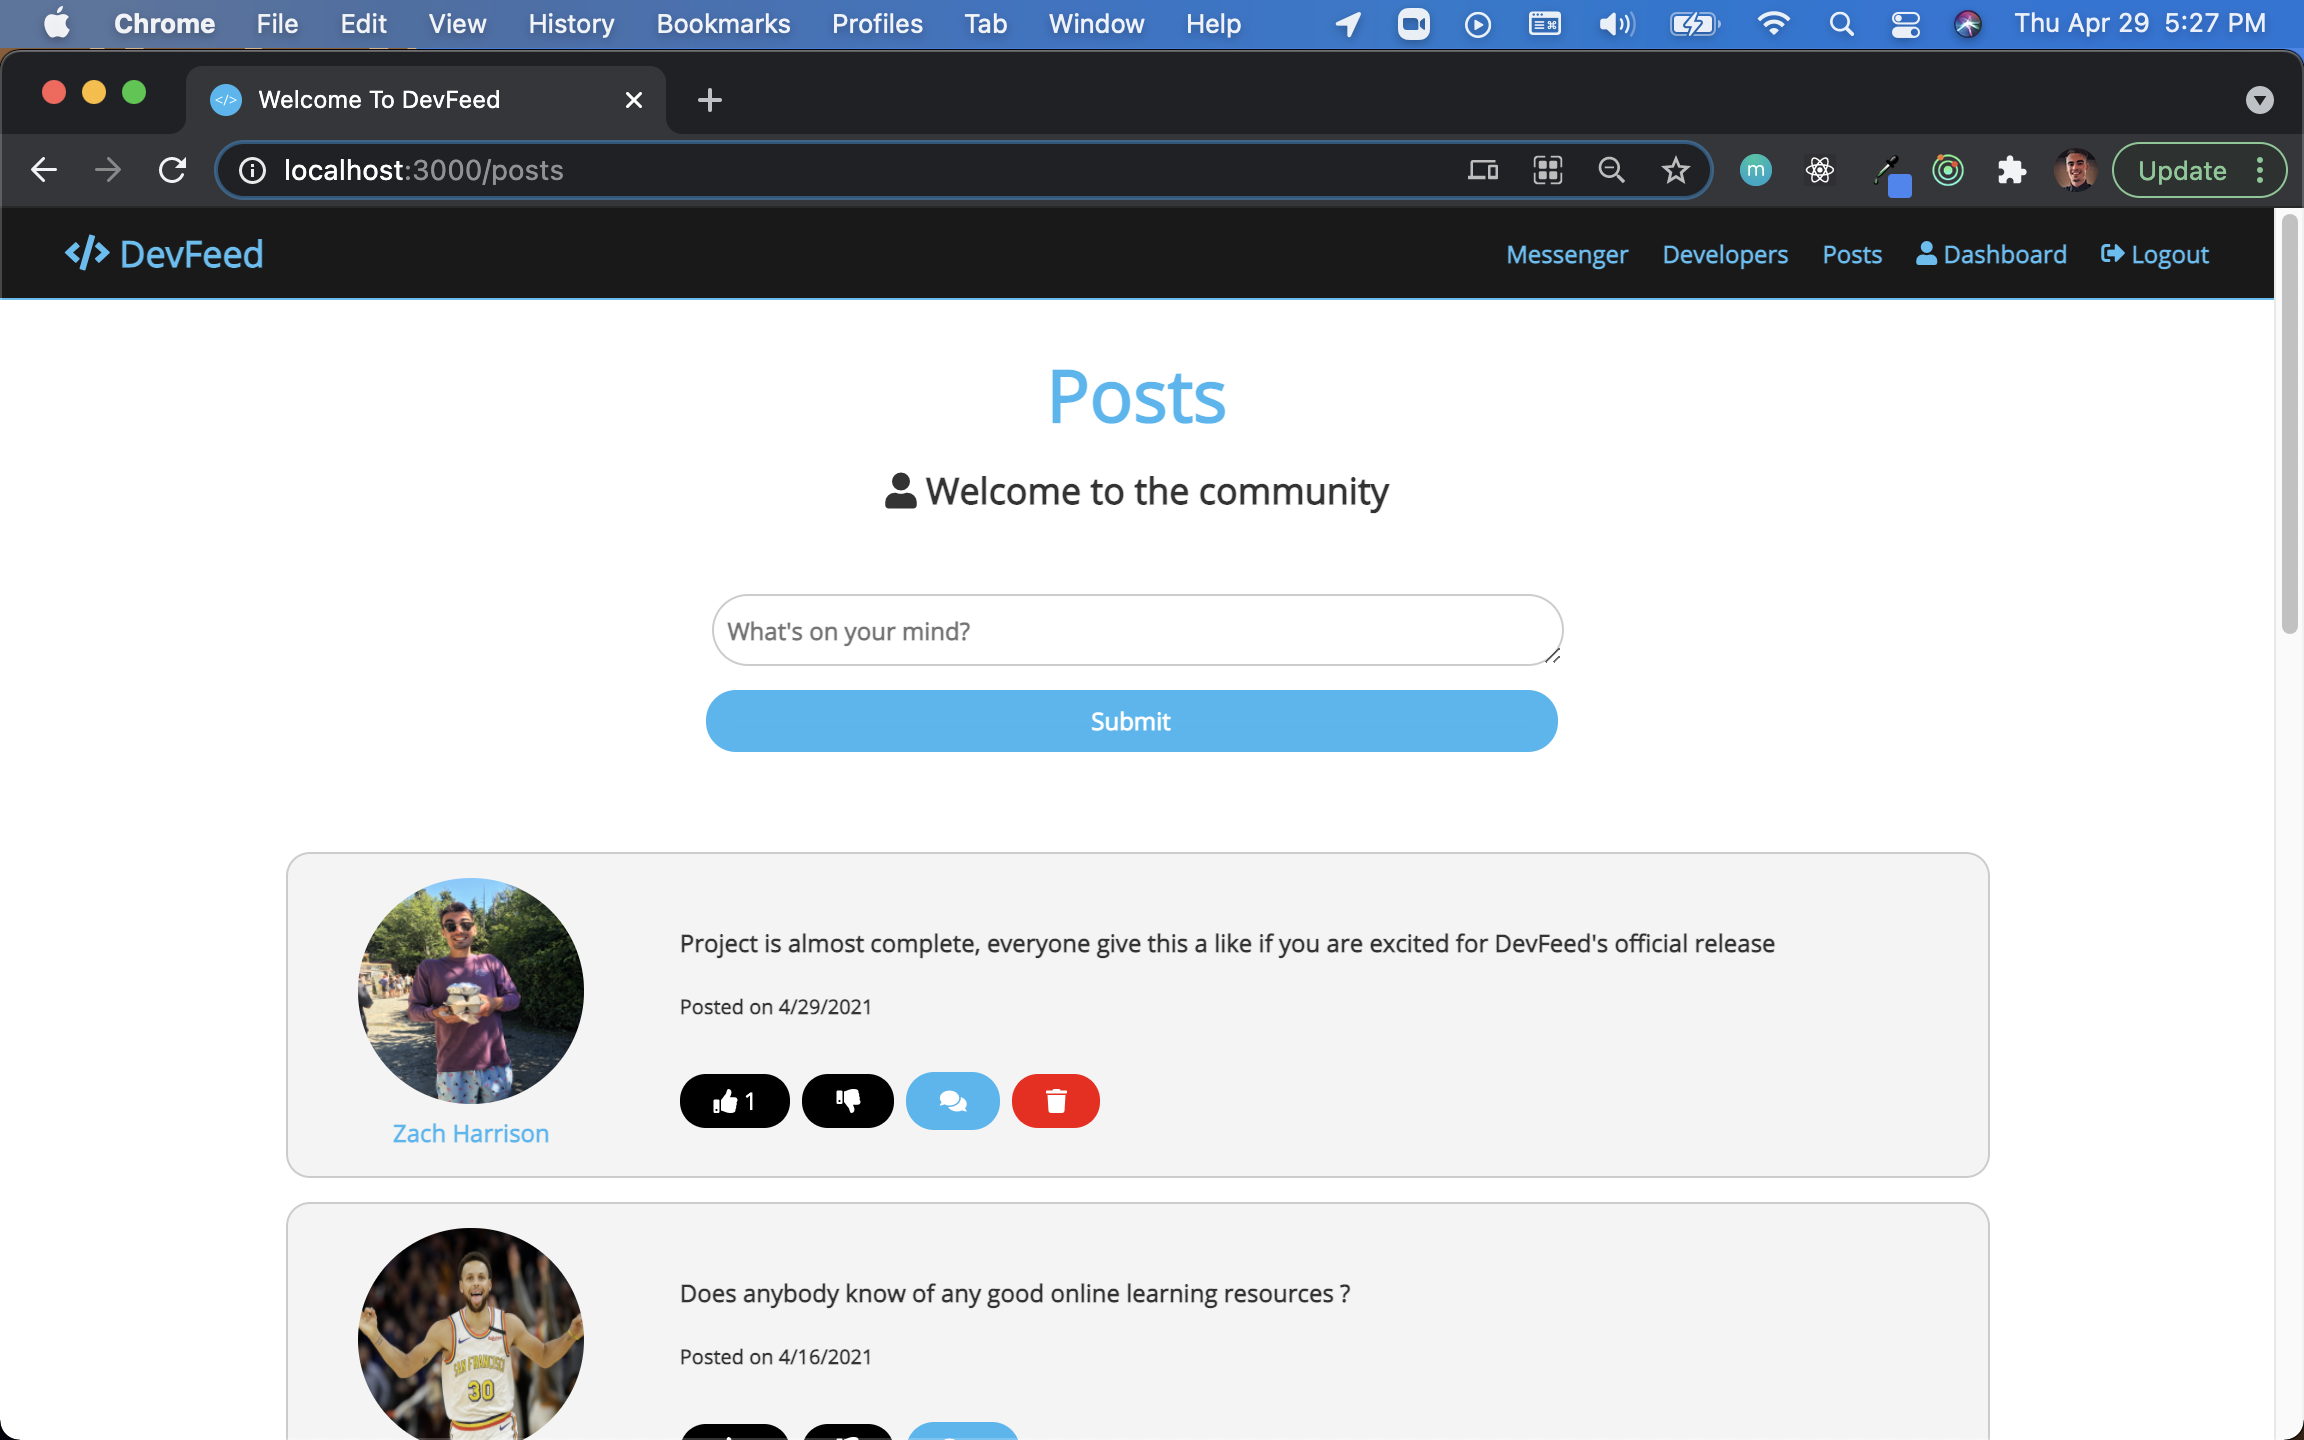 Chrome File Edit View History Bookmarks Profiles Tab Window Help Thu Apr 29 5:27 PM
</> Welcome To DevFeed
localhost:3000/posts m Update
</> DevFeed Messenger Developers Posts Dashboard Logout
Posts
Welcome to the community
What's on your mind?
Submit
Project is almost complete, everyone give this a like if you are excited for DevFeed's official release
Posted on 4/29/2021
1
Zach Harrison
Does anybody know of any good online learning resources ?
Posted on 4/16/2021
SAN FRANCISCO
30